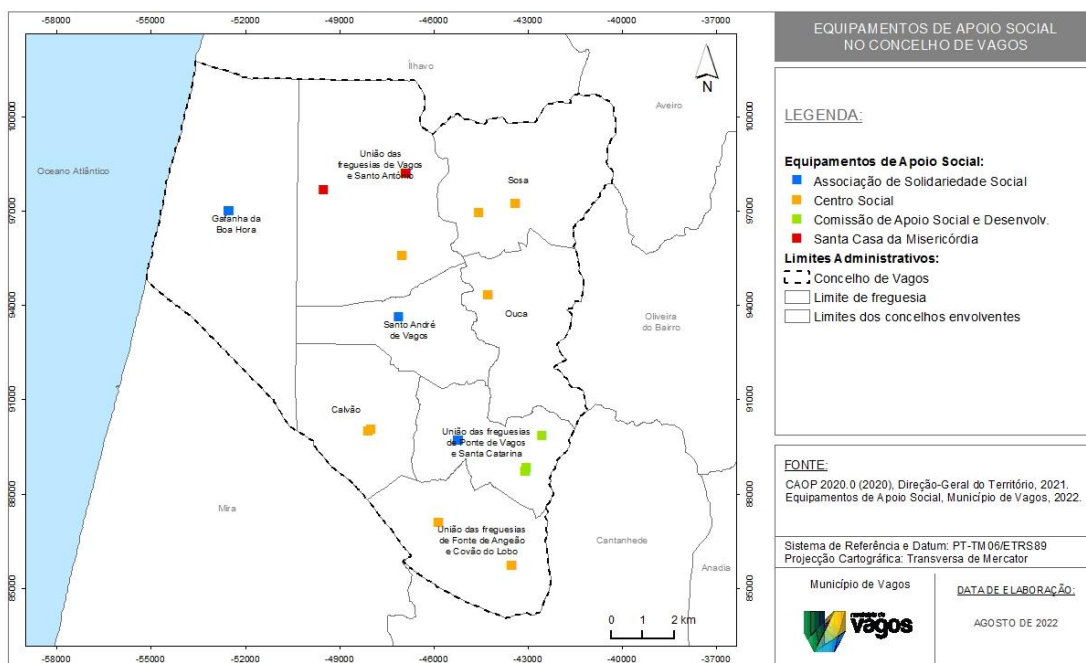 -58000 -55000 -52000 -49000 -46000 -43000 -40000 -37000
100000
97000
94000
91000
88000
85000
Ílhavo
Aveiro
Oceano Atlântico
União das
freguesias de Vagos
e Santo António
Sosa
Gafanha da
Boa Hora
Ouca
Santo André
de Vagos
Oliveira
do Bairro
Calvão
União das freguesias
de Ponte de Vagos
e Santa Catarina
Mira
União das freguesias
de Fonte de Angeão
e Covão do Lobo
Cantanhede
Anadia
N
0 1 2 km
-58000 -55000 -52000 -49000 -46000 -43000 -40000 -37000
100000
97000
94000
91000
88000
85000
EQUIPAMENTOS DE APOIO SOCIAL
NO CONCELHO DE VAGOS
LEGENDA:
Equipamentos de Apoio Social:
Associação de Solidariedade Social
Centro Social
Comissão de Apoio Social e Desenvolv.
Santa Casa da Misericórdia
Limites Administrativos:
Concelho de Vagos
Limite de freguesia
Limites dos concelhos envolventes
FONTE:
CAOP 2020.0 (2020), Direção-Geral do Território, 2021.
Equipamentos de Apoio Social, Município de Vagos, 2022.
Sistema de Referência e Datum: PT-TM06/ETRS89
Projecção Cartográfica: Transversa de Mercator
Município de Vagos
município de
vagos
DATA DE ELABORAÇÃO:
AGOSTO DE 2022